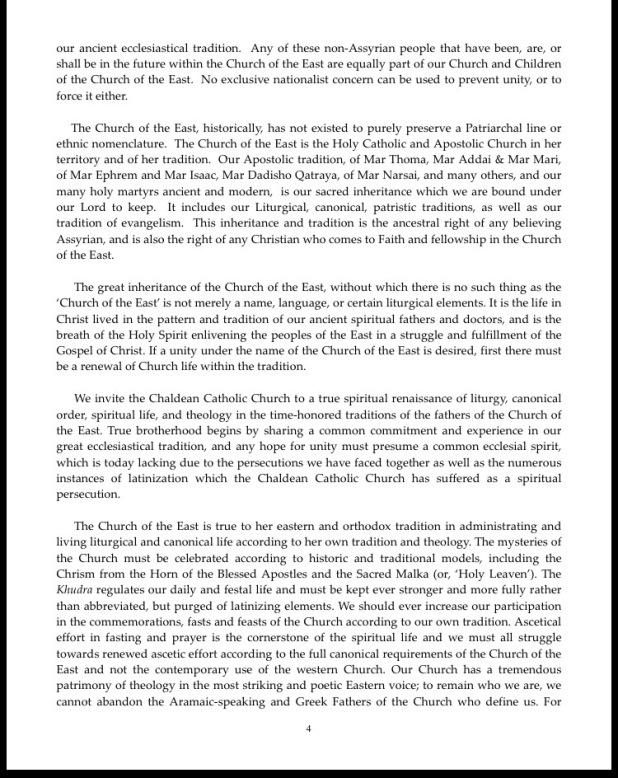 our ancient ecclesiastical tradition. Any of these non-Assyrian people that have been, are, or
shall be in the future within the Church of the East are equally part of our Church and Children
of the Church of the East. No exclusive nationalist concern can be used to prevent unity, or to
force it either.
The Church of the East, historically, has not existed to purely preserve a Patriarchal line or
ethnic nomenclature. The Church of the East is the Holy Catholic and Apostolic Church in her
territory and of her tradition. Our Apostolic tradition, of Mar Thoma, Mar Addai & Mar Mari,
of Mar Ephrem and Mar Isaac, Mar Dadisho Qatraya, of Mar Narsai, and many others, and our
many holy martyrs ancient and modern, is our sacred inheritance which we are bound under
our Lord to keep. It includes our Liturgical, canonical, patristic traditions, as well as our
tradition of evangelism. This inheritance and tradition is the ancestral right of any believing
Assyrian, and is also the right of any Christian who comes to Faith and fellowship in the Church
of the East.
The great inheritance of the Church of the East, without which there is no such thing as the
'Church of the East' is not merely a name, language, or certain liturgical elements. It is the life in
Christ lived in the pattern and tradition of our ancient spiritual fathers and doctors, and is the
breath of the Holy Spirit enlivening the peoples of the East in a struggle and fulfillment of the
Gospel of Christ. If a unity under the name of the Church of the East is desired, first there must
be a renewal of Church life within the tradition.
We invite the Chaldean Catholic Church to a true spiritual renaissance of liturgy, canonical
order, spiritual life, and theology in the time-honored traditions of the fathers of the Church of
the East. True brotherhood begins by sharing a common commitment and experience in our
great ecclesiastical tradition, and any hope for unity must presume a common ecclesial spirit,
which is today lacking due to the persecutions we have faced together as well as the numerous
instances of latinization which the Chaldean Catholic Church has suffered as a spiritual
persecution.
The Church of the East is true to her eastern and orthodox tradition in administrating and
living liturgical and canonical life according to her own tradition and theology. The mysteries of
the Church must be celebrated according to historic and traditional models, including the
Chrism from the Horn of the Blessed Apostles and the Sacred Malka (or, 'Holy Leaven'). The
Khudra regulates our daily and festal life and must be kept ever stronger and more fully rather
than abbreviated, but purged of latinizing elements. We should ever increase our participation
in the commemorations, fasts and feasts of the Church according to our own tradition. Ascetical
effort in fasting and prayer is the cornerstone of the spiritual life and we must all struggle
towards renewed ascetic effort according to the full canonical requirements of the Church of the
East and not the contemporary use of the western Church. Our Church has a tremendous
patrimony of theology in the most striking and poetic Eastern voice; to remain who we are, we
cannot abandon the Aramaic-speaking and Greek Fathers of the Church who define us. For
4